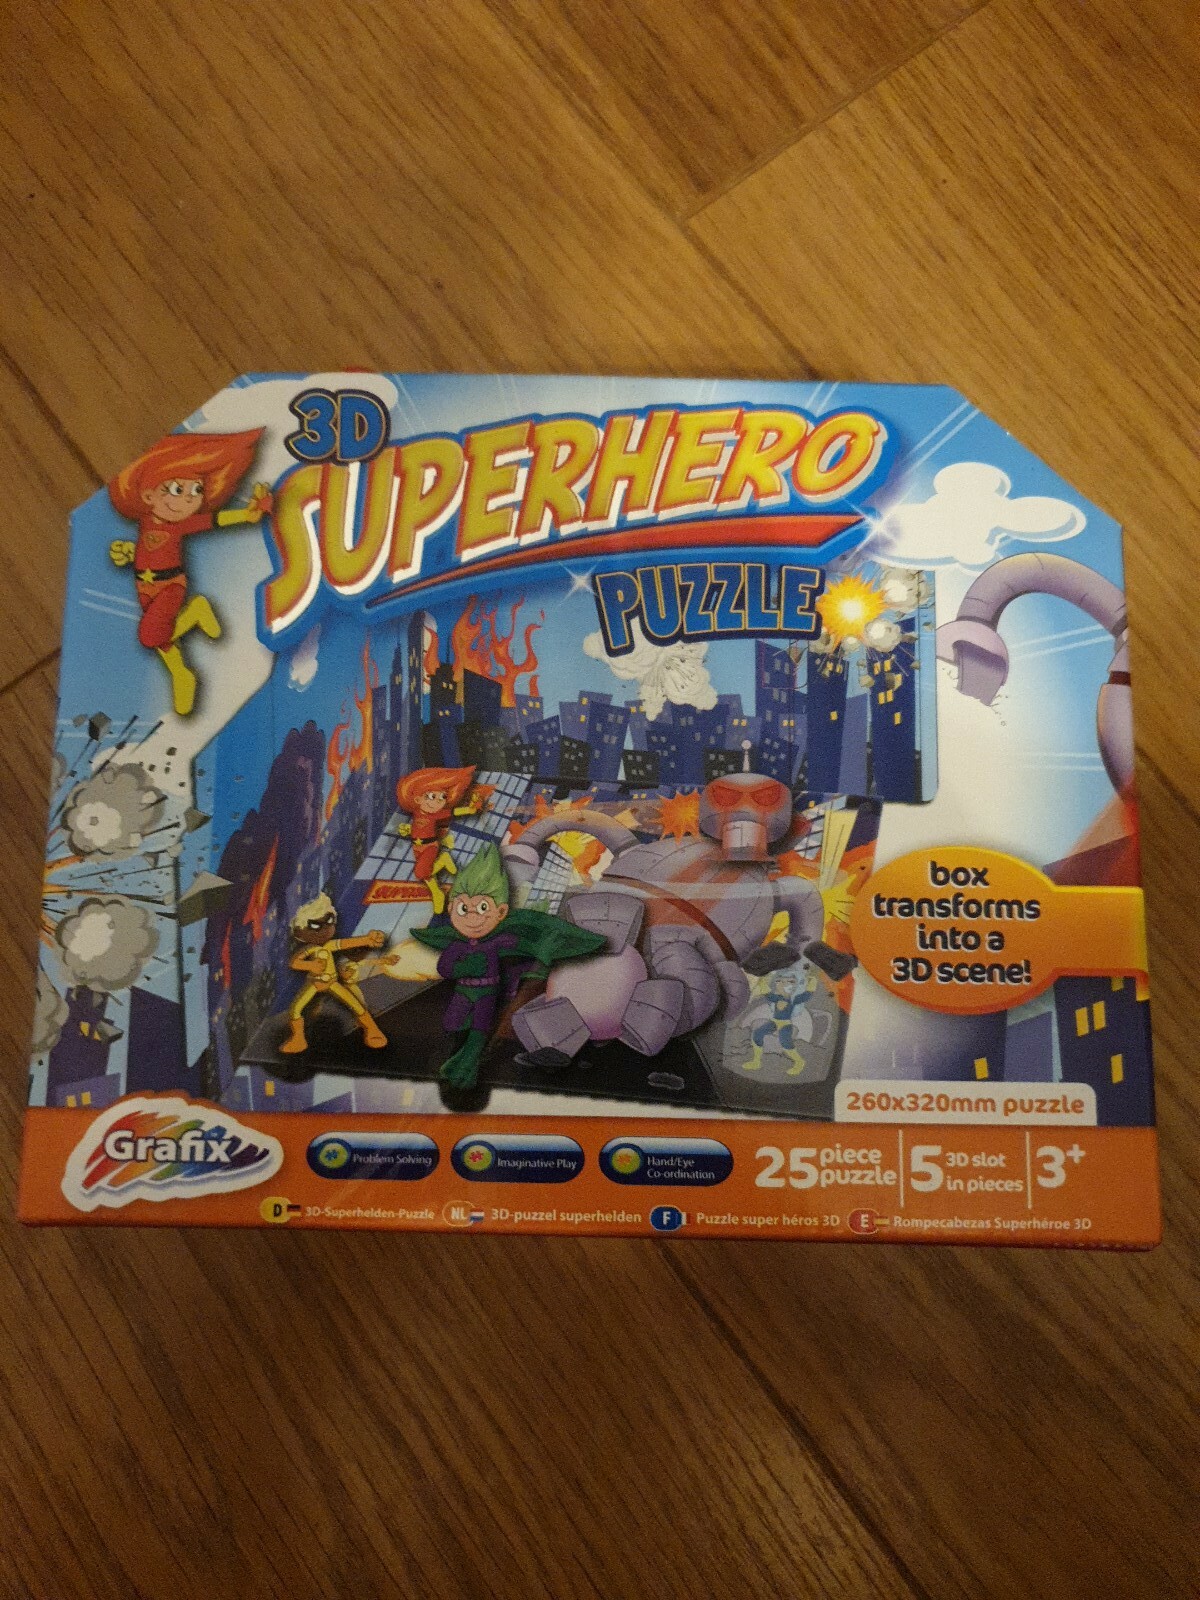 3D
SUPERHERO
PUZZLE
SUPER
box
transforms
into a
3D scene!
260x320mm puzzle
Grafix
Problem Solving
Imaginative Play
Hand/Eye
Co-ordination
25 piece
puzzle
5 3D slot
in pieces
3+
D 3D-Superhelden-Puzzle NL 3D-puzzel superhelden F Puzzle super héros 3D E Rompecabezas Superhéroe 3D